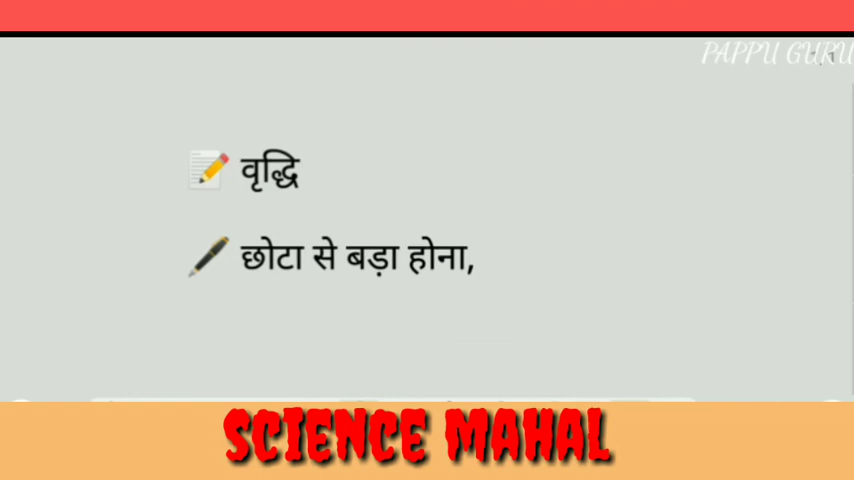 PAPPU GURU
वृद्धि
छोटा से बड़ा होना,
SCIENCE MAHAL